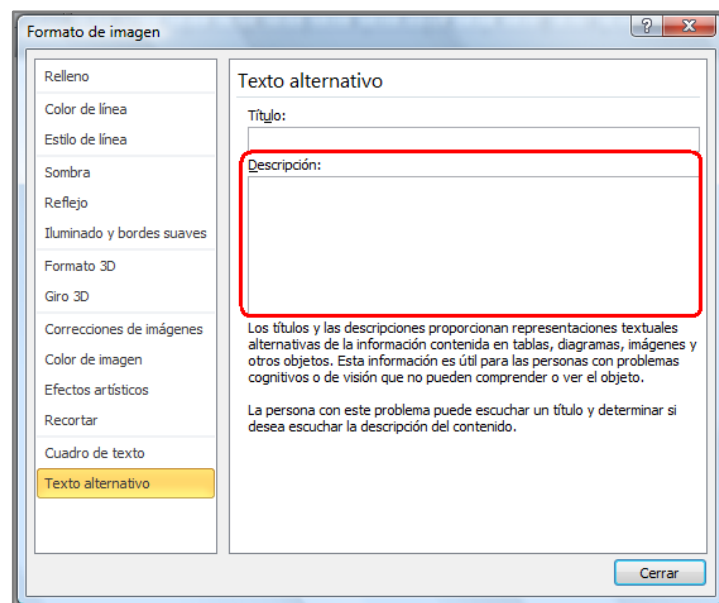 Formato de imagen
Relleno
Color de línea
Estilo de línea
Sombra
Reflejo
Iluminado y bordes suaves
Formato 3D
Giro 3D
Correcciones de imágenes
Color de imagen
Efectos artísticos
Recortar
Cuadro de texto
Texto alternativo
Texto alternativo
Título:
Descripción:
Los títulos y las descripciones proporcionan representaciones textuales
alternativas de la información contenida en tablas, diagramas, imágenes y
otros objetos. Esta información es útil para las personas con problemas
cognitivos o de visión que no pueden comprender o ver el objeto.
La persona con este problema puede escuchar un título y determinar si
desea escuchar la descripción del contenido.
Cerrar